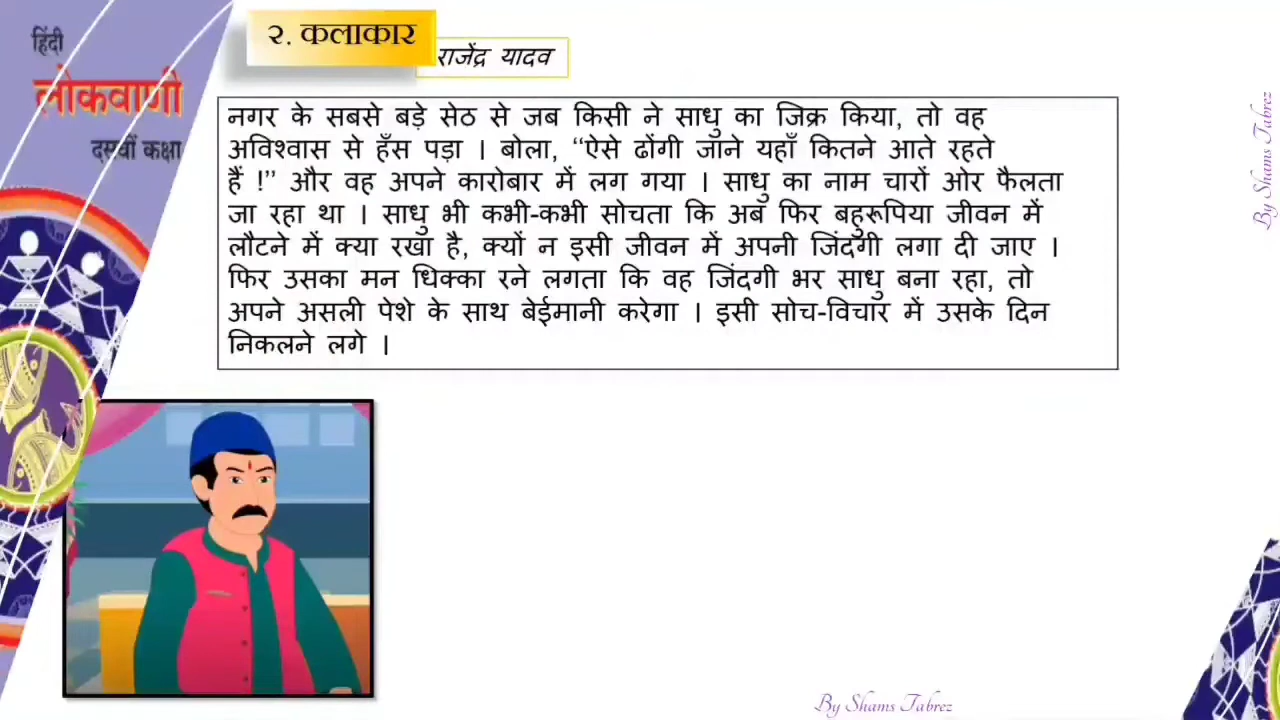 हिंदी
लोकवाणी
दसवीं कक्षा
२. कलाकार
राजेंद्र यादव
नगर के सबसे बड़े सेठ से जब किसी ने साधु का जिक्र किया, तो वह
अविश्वास से हँस पड़ा । बोला, ‘‘ऐसे ढोंगी जाने यहाँ कितने आते रहते
हैं !’’ और वह अपने कारोबार में लग गया । साधु का नाम चारों ओर फैलता
जा रहा था । साधु भी कभी-कभी सोचता कि अब फिर बहुरूपिया जीवन में
लौटने में क्या रखा है, क्यों न इसी जीवन में अपनी जिंदगी लगा दी जाए ।
फिर उसका मन धिक्का रने लगता कि वह जिंदगी भर साधु बना रहा, तो
अपने असली पेशे के साथ बेईमानी करेगा । इसी सोच-विचार में उसके दिन
निकलने लगे ।
By Shams Tabrez
By Shams Tabrez